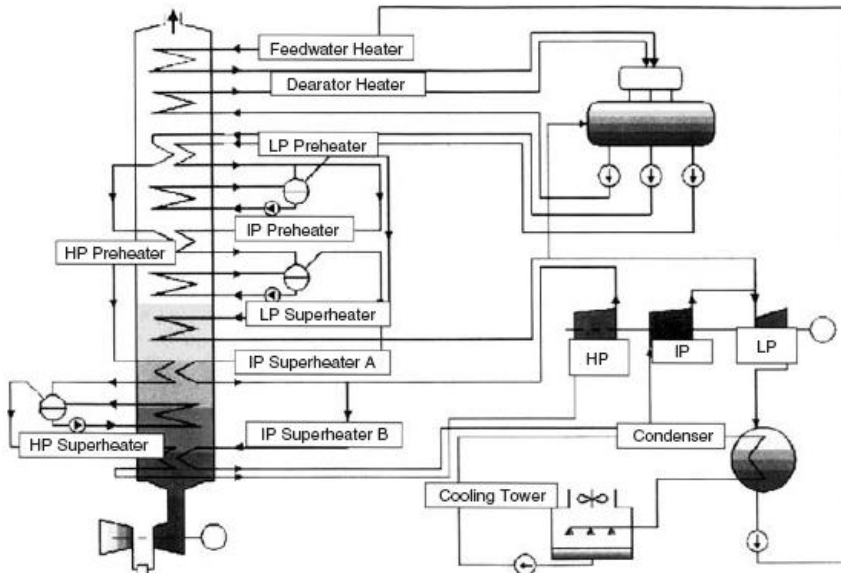 Feedwater Heater
Dearator Heater
LP Preheater
IP Preheater
HP Preheater
LP Superheater
HP
IP
LP
IP Superheater A
IP Superheater B
HP Superheater
Condenser
Cooling Tower